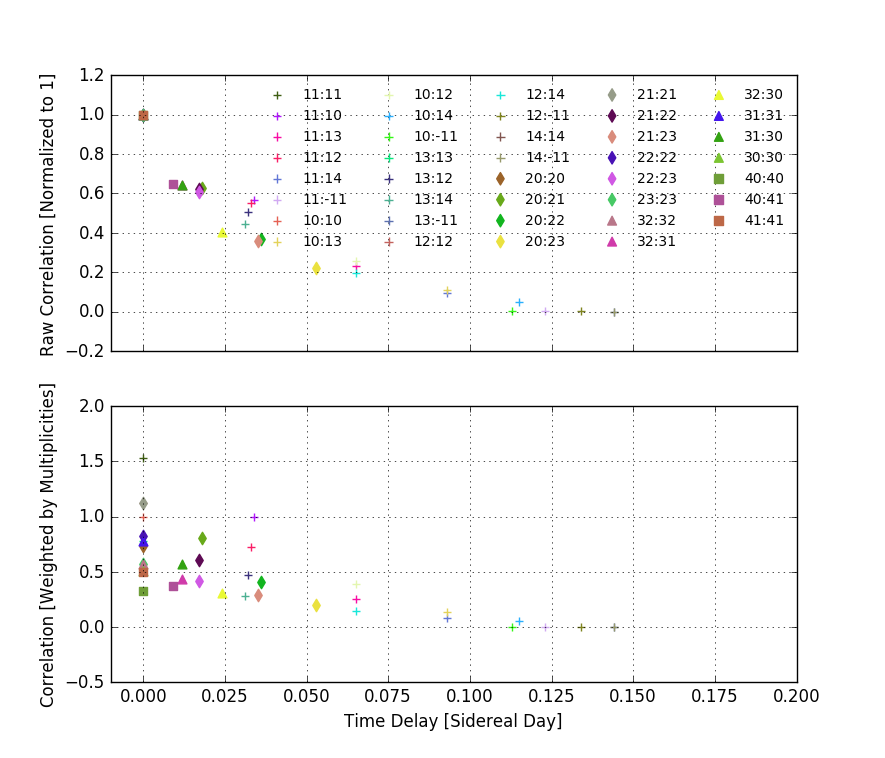 1.2
1.0
0.8
0.6
0.4
0.2
0.0
−0.2
Raw Correlation [Normalized to 1]
11:11 10:12 12:14 21:21 32:30
11:10 10:14 12:-11 21:22 31:31
11:13 10:-11 14:14 21:23 31:30
11:12 13:13 14:-11 22:22 30:30
11:14 13:12 20:20 22:23 40:40
11:-11 13:14 20:21 23:23 40:41
10:10 13:-11 20:22 32:32 41:41
10:13 12:12 20:23 32:31
2.0
1.5
1.0
0.5
0.0
−0.5
Correlation [Weighted by Multiplicities]
0.000 0.025 0.050 0.075 0.100 0.125 0.150 0.175 0.200
Time Delay [Sidereal Day]